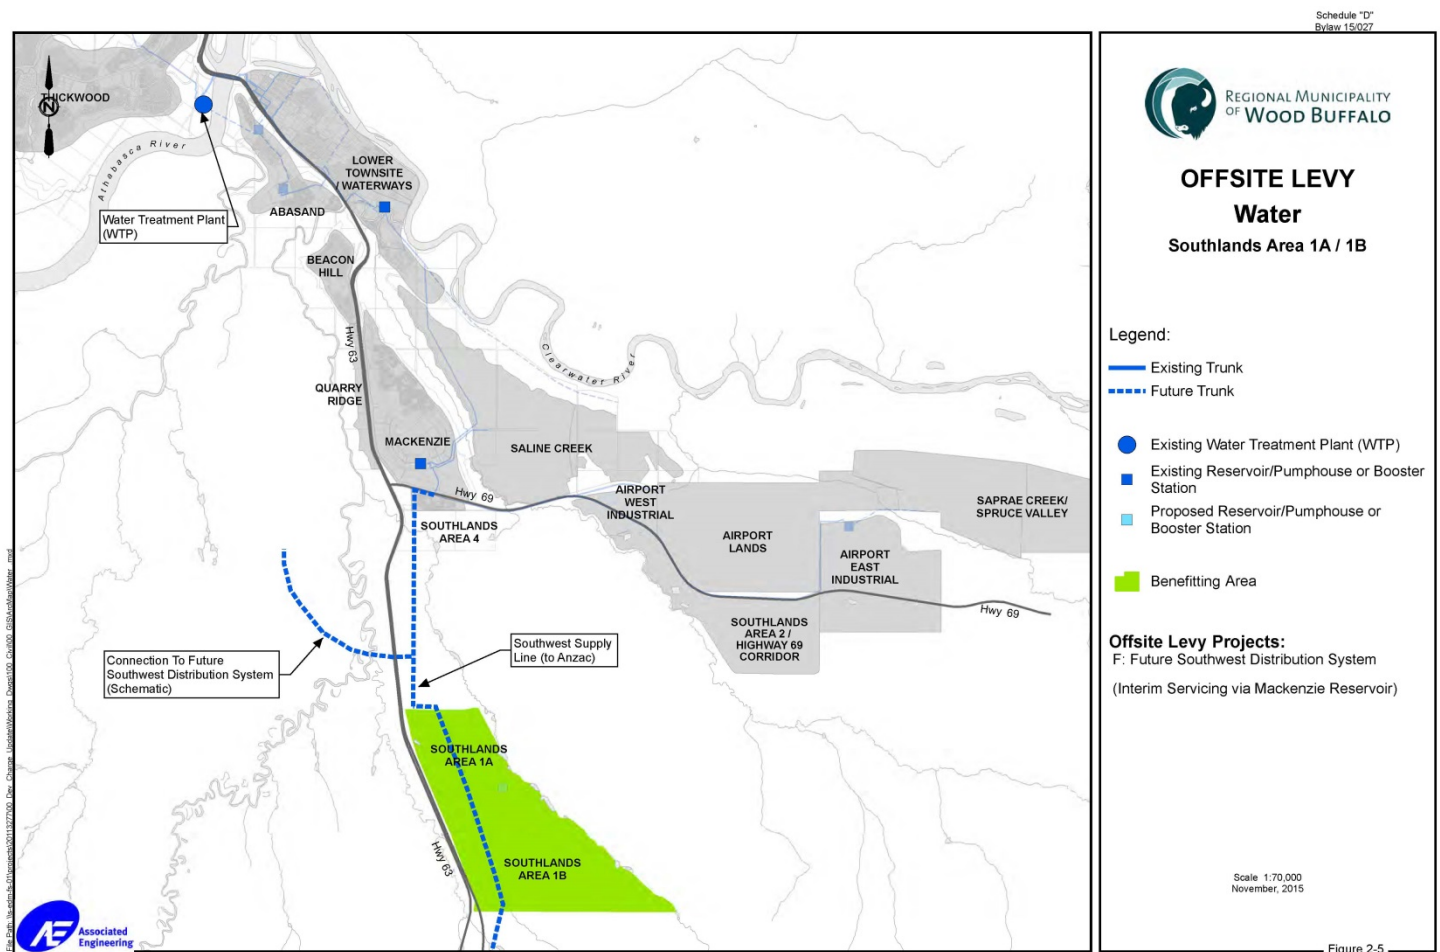 Schedule "D"
Bylaw 15/027
THICKWOOD
N
Athabasca River
Water Treatment Plant
(WTP)
LOWER
TOWNSITE
/ WATERWAYS
ABASAND
BEACON
HILL
Hwy 63
Clearwater River
QUARRY
RIDGE
MACKENZIE
SALINE CREEK
Hwy 69
AIRPORT
WEST
INDUSTRIAL
SAPRAE CREEK/
SPRUCE VALLEY
SOUTHLANDS
AREA 4
AIRPORT
LANDS
AIRPORT
EAST
INDUSTRIAL
Hwy 69
SOUTHLANDS
AREA 2 /
HIGHWAY 69
CORRIDOR
Southwest Supply
Line (to Anzac)
Connection To Future
Southwest Distribution System
(Schematic)
SOUTHLANDS
AREA 1A
Hwy 63
SOUTHLANDS
AREA 1B
Associated
Engineering
REGIONAL MUNICIPALITY
OF WOOD BUFFALO
OFFSITE LEVY
Water
Southlands Area 1A / 1B
Legend:
Existing Trunk
Future Trunk
Existing Water Treatment Plant (WTP)
Existing Reservoir/Pumphouse or Booster
Station
Proposed Reservoir/Pumphouse or
Booster Station
Benefitting Area
Offsite Levy Projects:
F: Future Southwest Distribution System
(Interim Servicing via Mackenzie Reservoir)
Scale 1:70,000
November, 2015
Figure 2-5